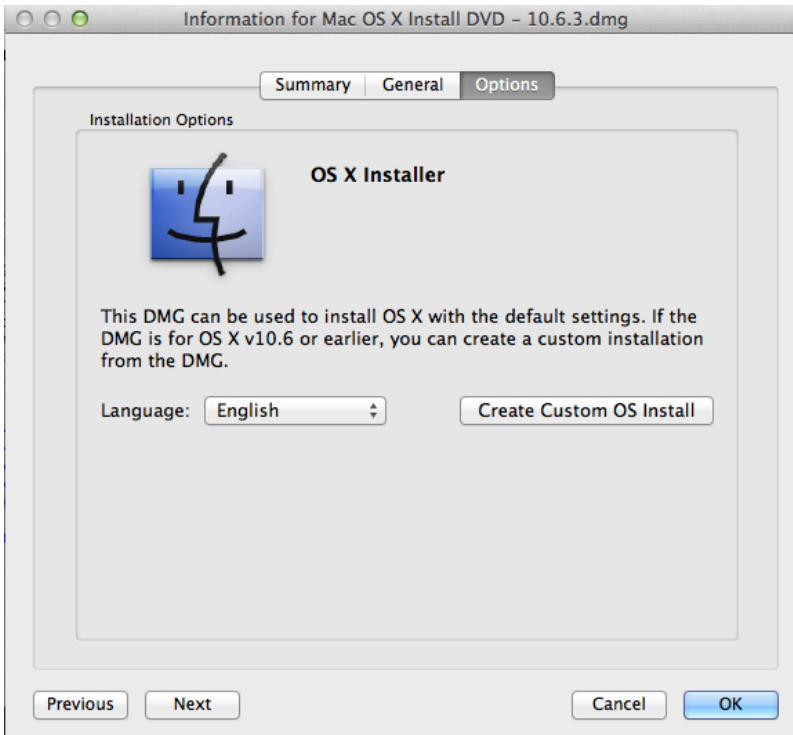 Information for Mac OS X Install DVD – 10.6.3.dmg
Summary General Options
Installation Options
OS X Installer
This DMG can be used to install OS X with the default settings. If the
DMG is for OS X v10.6 or earlier, you can create a custom installation
from the DMG.
Language: English Create Custom OS Install
Previous Next Cancel OK